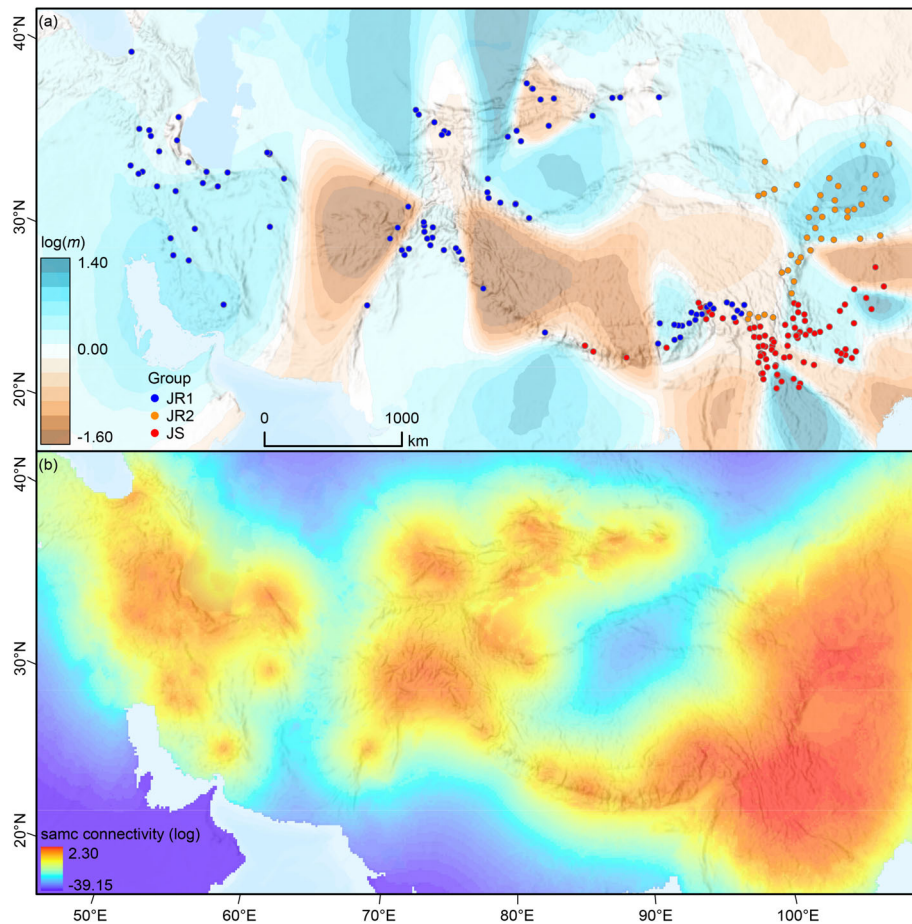 (a)
40°N
30°N
20°N
log(m)
1.40
0.00
-1.60
Group
JR1
JR2
JS
0 1000
km
(b)
40°N
30°N
20°N
samc connectivity (log)
2.30
-39.15
50°E 60°E 70°E 80°E 90°E 100°E